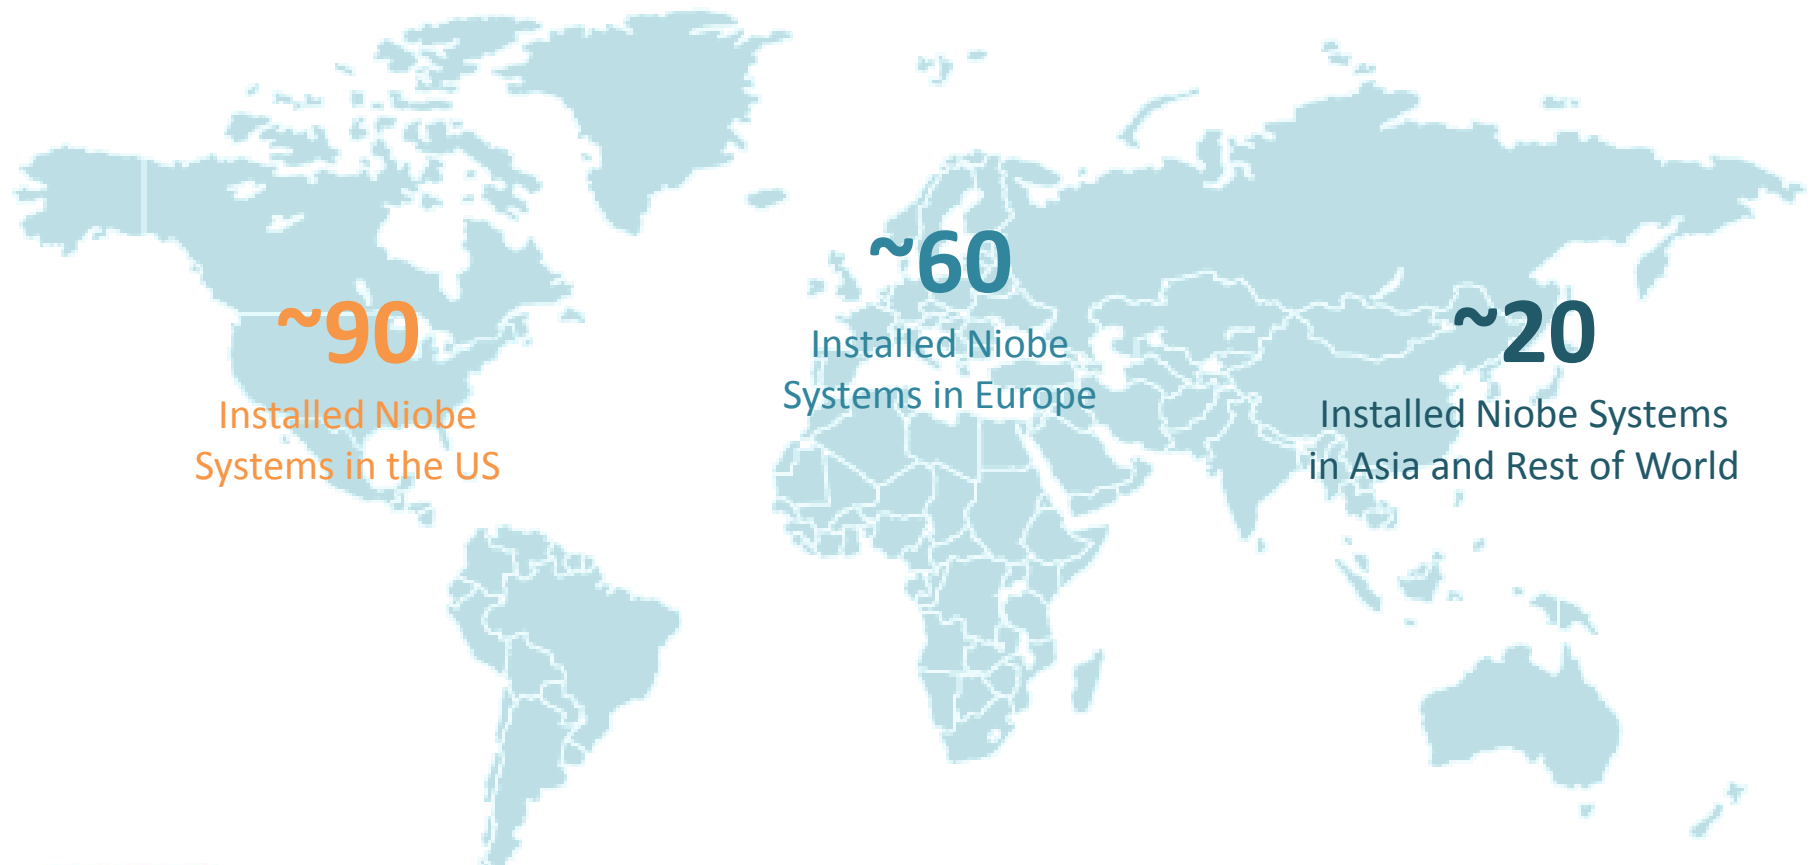 ~90
Installed Niobe
Systems in the US
~60
Installed Niobe
Systems in Europe
~20
Installed Niobe Systems
in Asia and Rest of World